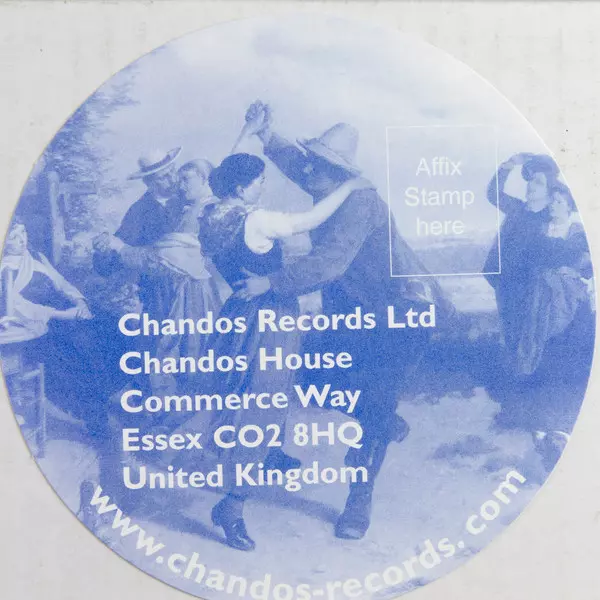 Affix
Stamp
here
Chandos Records Ltd
Chandos House
Commerce Way
Essex CO2 8HQ
United Kingdom
www.chandos-records.com